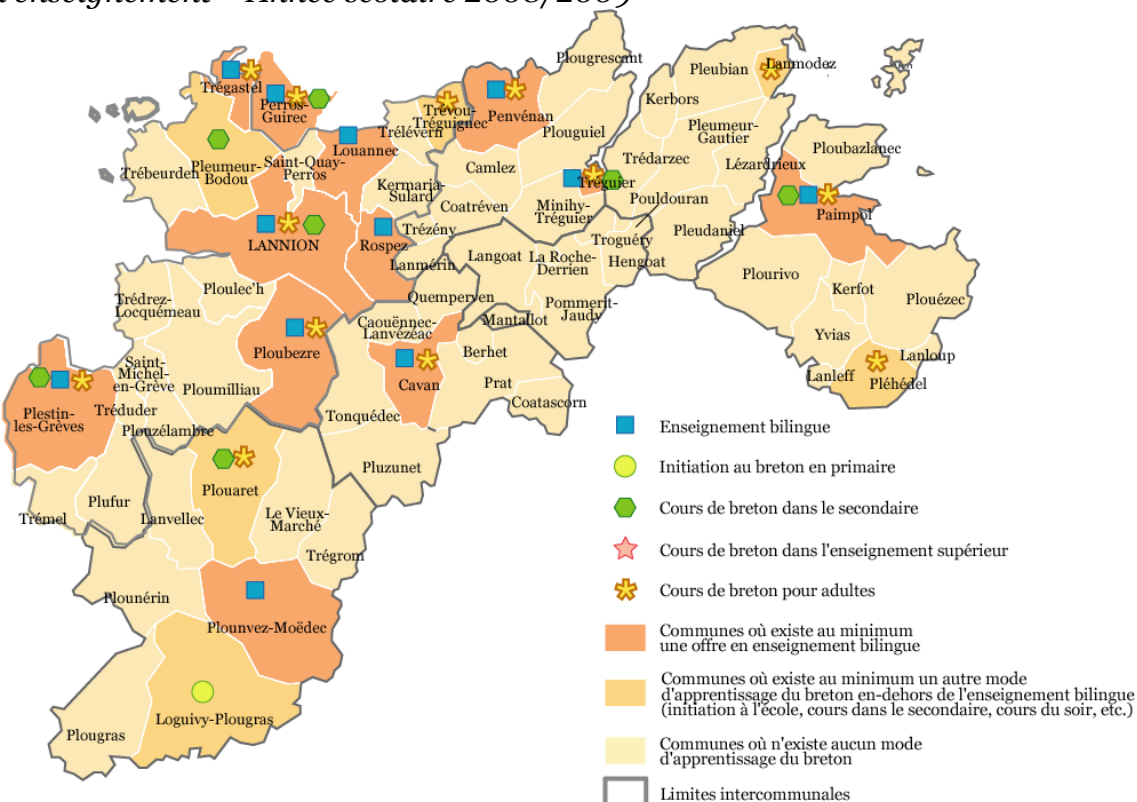 enseignement – Année scolaire 2008/2009
Plougrescant
Pleubian
Lanmodez
Trégastel
Perros-
Guirec
Trévou-
Tréguignec
Penvénan
Kerbors
Trélévern
Plouguiel
Pleumeur-
Gautier
Louannec
Ploubazlanec
Trébeurden
Pleumeur-
Bodou
Saint-Quay-
Perros
Camlez
Trédarzec
Lézardrieux
Kermaria-
Sulard
Tréguier
Coatréven
Minihy-
Tréguier
Pouldouran
Paimpol
LANNION
Rospez
Trézény
Troguéry
Pleudaniel
Lanmérin
Langoat
La Roche-
Derrien
Hengoat
Plourivo
Ploulec'h
Quemperven
Kerfot
Plouézec
Trédrez-
Locquémeau
Caouënnec-
Lanvézéac
Mantallot
Pommerit-
Jaudy
Ploubezre
Berhet
Yvias
Lanloup
Saint-
Michel-
en-Grève
Ploumilliau
Cavan
Prat
Lanleff
Pléhédel
Plestin-
les-Grèves
Tréduder
Tonquédec
Coatascorn
Plouzélambre
Pluzunet
Plouaret
Plufur
Trémel
Lanvellec
Le Vieux-
Marché
Trégrom
Plounérin
Plounvez-Moëdec
Loguivy-Plougras
Plougras
Enseignement bilingue
Initiation au breton en primaire
Cours de breton dans le secondaire
Cours de breton dans l'enseignement supérieur
Cours de breton pour adultes
Communes où existe au minimum
une offre en enseignement bilingue
Communes où existe au minimum un autre mode
d'apprentissage du breton en-dehors de l'enseignement bilingue
(initiation à l'école, cours dans le secondaire, cours du soir, etc.)
Communes où n'existe aucun mode
d'apprentissage du breton
Limites intercommunales